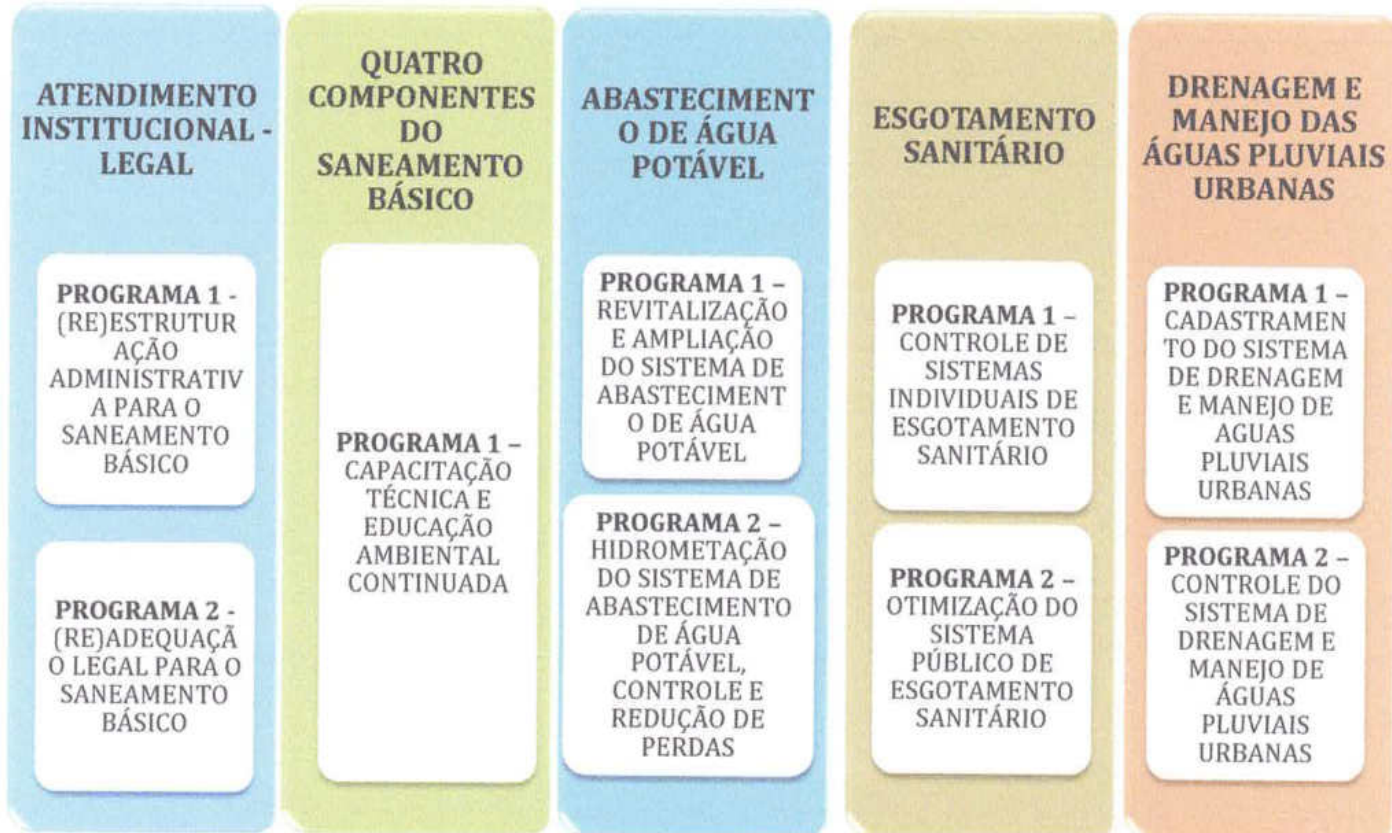 ATENDIMENTO
INSTITUCIONAL -
LEGAL
PROGRAMA 1 -
(RE)ESTRUTUR
AÇÃO
ADMINISTRATIV
A PARA O
SANEAMENTO
BÁSICO
PROGRAMA 2 -
(RE)ADEQUAÇÃ
O LEGAL PARA O
SANEAMENTO
BÁSICO
QUATRO
COMPONENTES
DO
SANEAMENTO
BÁSICO
PROGRAMA 1 –
CAPACITAÇÃO
TÉCNICA E
EDUCAÇÃO
AMBIENTAL
CONTINUADA
ABASTECIMENT
O DE ÁGUA
POTÁVEL
PROGRAMA 1 –
REVITALIZAÇÃO
E AMPLIAÇÃO
DO SISTEMA DE
ABASTECIMENT
O DE ÁGUA
POTÁVEL
PROGRAMA 2 –
HIDROMETAÇÃO
DO SISTEMA DE
ABASTECIMENTO
DE ÁGUA
POTÁVEL,
CONTROLE E
REDUÇÃO DE
PERDAS
ESGOTAMENTO
SANITÁRIO
PROGRAMA 1 –
CONTROLE DE
SISTEMAS
INDIVIDUAIS DE
ESGOTAMENTO
SANITÁRIO
PROGRAMA 2 –
OTIMIZAÇÃO DO
SISTEMA
PÚBLICO DE
ESGOTAMENTO
SANITÁRIO
DRENAGEM E
MANEJO DAS
ÁGUAS PLUVIAIS
URBANAS
PROGRAMA 1 –
CADASTRAMEN
TO DO SISTEMA
DE DRENAGEM
E MANEJO DE
AGUAS
PLUVIAIS
URBANAS
PROGRAMA 2 –
CONTROLE DO
SISTEMA DE
DRENAGEM E
MANEJO DE
ÁGUAS
PLUVIAIS
URBANAS